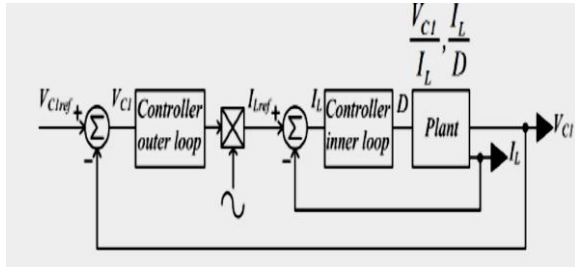 V_C1 / I_L , I_L / D
V_C1ref + V_C1 Controller outer loop I_Lref + I_L Controller inner loop D Plant V_C1
Σ Σ
- - I_L